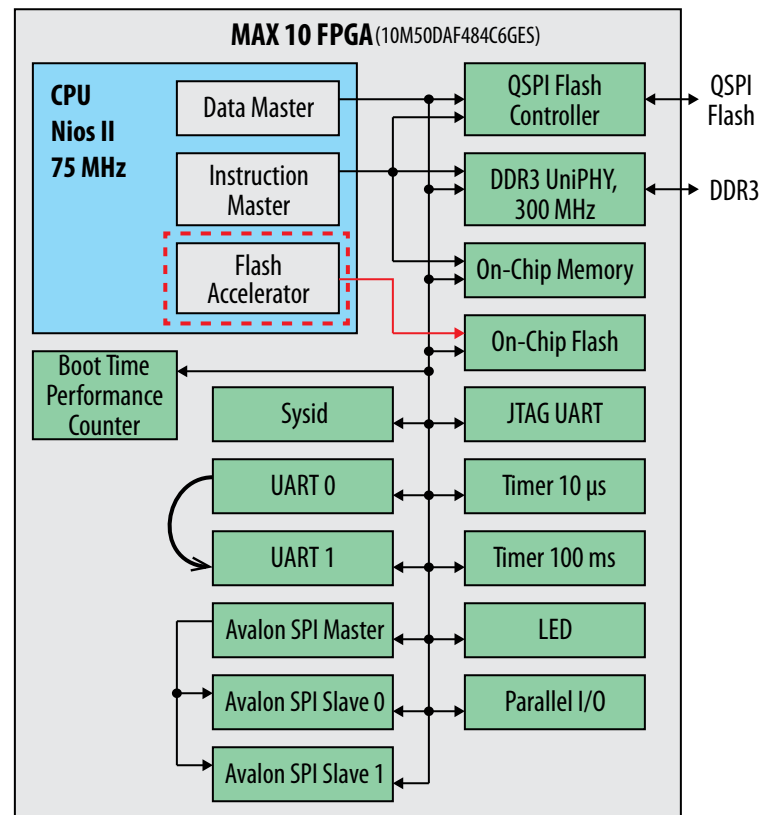 MAX 10 FPGA (10M50DAF484C6GES)
CPU
Nios II
75 MHz
Data Master
Instruction
Master
Flash
Accelerator
QSPI Flash
Controller
QSPI
Flash
DDR3 UniPHY,
300 MHz
DDR3
On-Chip Memory
On-Chip Flash
Boot Time
Performance
Counter
Sysid
JTAG UART
UART 0
Timer 10 µs
UART 1
Timer 100 ms
Avalon SPI Master
LED
Avalon SPI Slave 0
Parallel I/O
Avalon SPI Slave 1